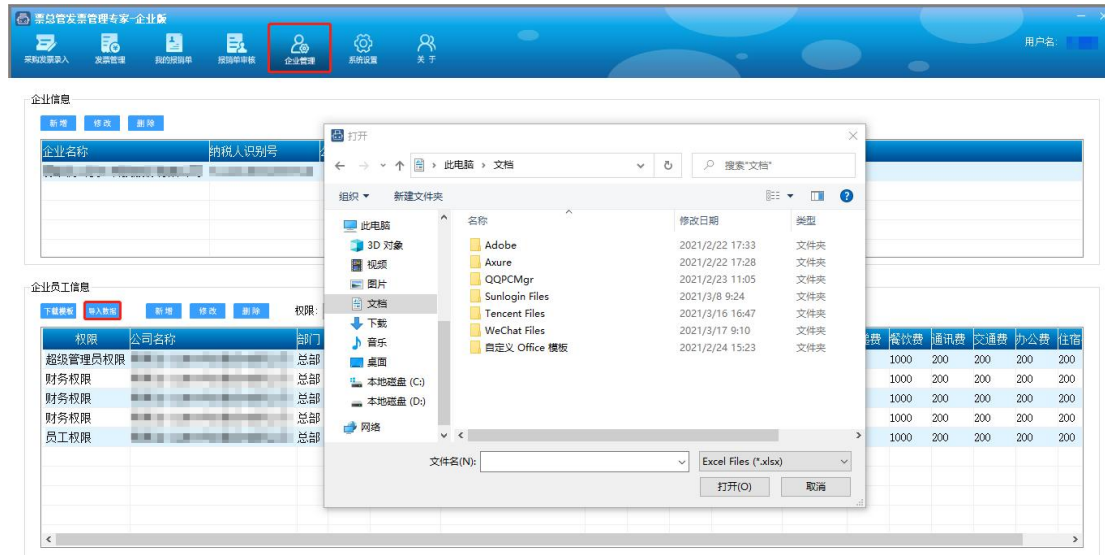 票总管发票管理专家-企业版
采购发票录入 发票管理 我的报销单 报销单审核 企业管理 系统设置 关于 用户名:
企业信息
新增 修改 删除
企业名称 纳税人识别号
打开
此电脑 › 文档 搜索"文档"
组织 新建文件夹
此电脑 名称 修改日期 类型
3D 对象 Adobe 2021/2/22 17:33 文件夹
视频 Axure 2021/2/22 17:28 文件夹
图片 QQPCMgr 2021/2/23 11:05 文件夹
文档 Sunlogin Files 2021/3/8 9:24 文件夹
下载 Tencent Files 2021/3/16 16:47 文件夹
音乐 WeChat Files 2021/3/17 9:10 文件夹
桌面 自定义 Office 模板 2021/2/24 15:23 文件夹
本地磁盘 (C:)
本地磁盘 (D:)
网络
文件名(N): Excel Files (*.xlsx)
打开(O) 取消
企业员工信息
下载模板 导入数据 新增 修改 删除 权限:
权限 公司名称 部门 费 餐饮费 通讯费 交通费 办公费 住宿
超级管理员权限 总部 1000 200 200 200 200
财务权限 总部 1000 200 200 200 200
财务权限 总部 1000 200 200 200 200
财务权限 总部 1000 200 200 200 200
员工权限 总部 1000 200 200 200 200